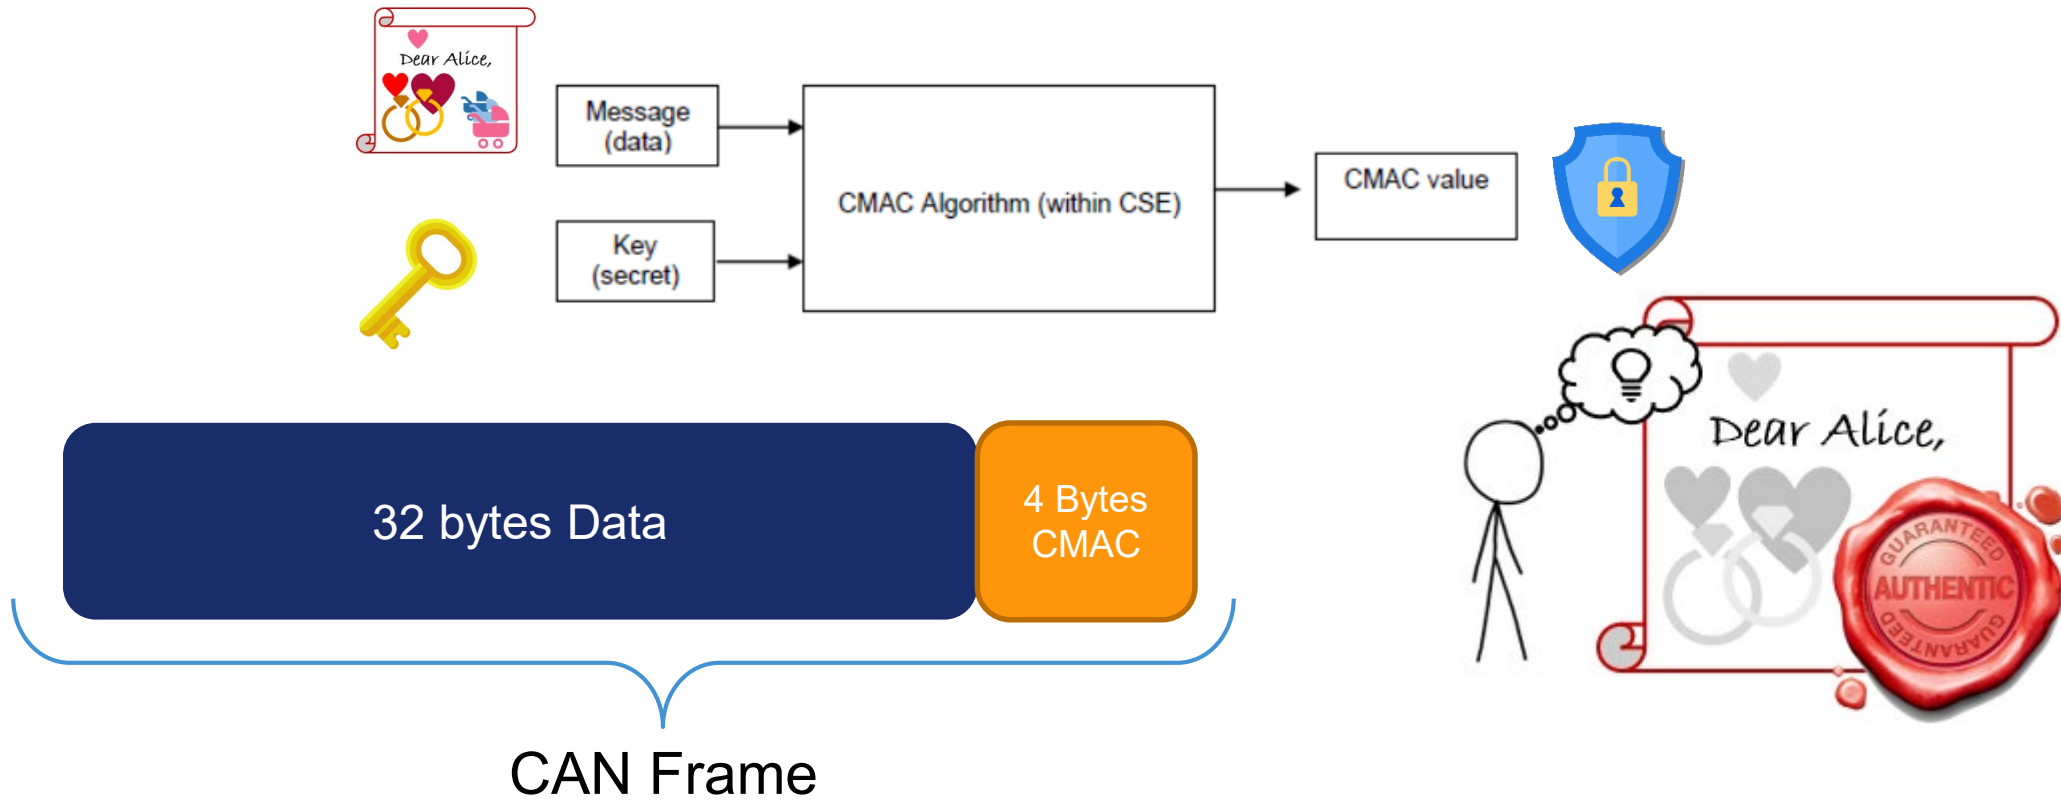 Dear Alice,
Message
(data)
Key
(secret)
CMAC Algorithm (within CSE)
CMAC value
32 bytes Data
4 Bytes
CMAC
CAN Frame
Dear Alice,
GUARANTEED
AUTHENTIC
GUARANTEED